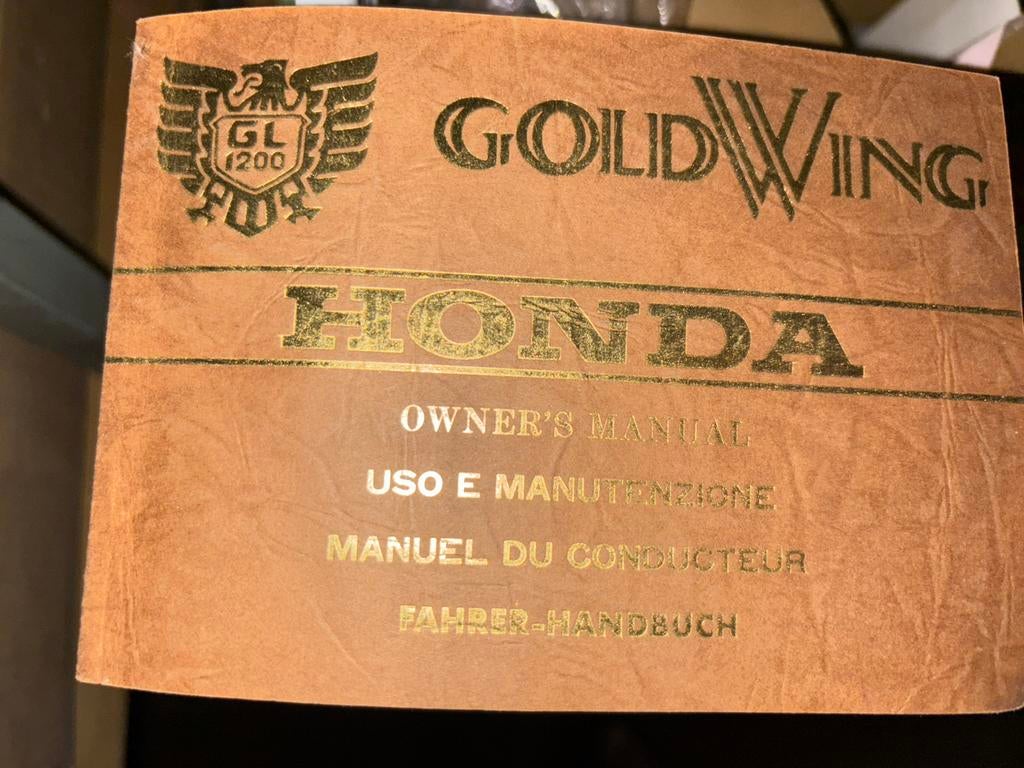 GL
1200
GOLDWING
HONDA
OWNER'S MANUAL
USO E MANUTENZIONE
MANUEL DU CONDUCTEUR
FAHRER-HANDBUCH